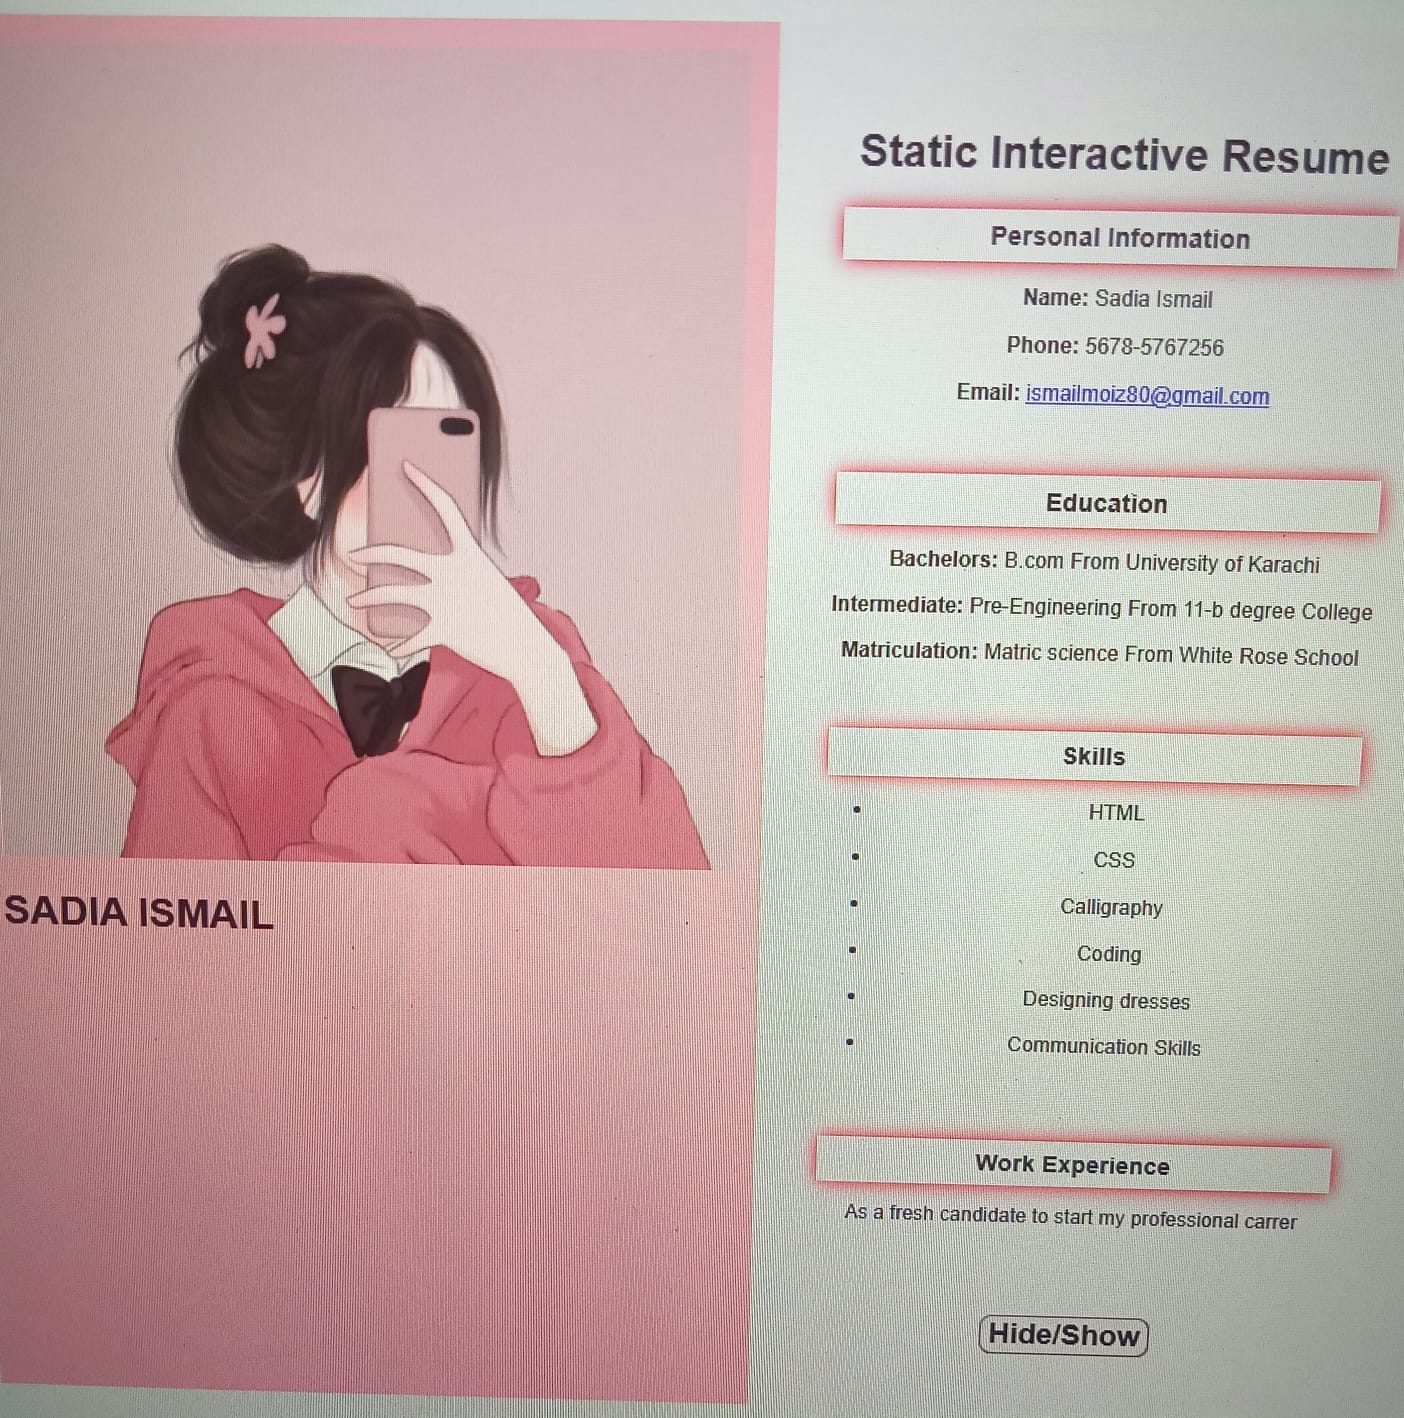 SADIA ISMAIL
Static Interactive Resume
Personal Information
Name: Sadia Ismail
Phone: 5678-5767256
Email: ismailmoiz80@gmail.com
Education
Bachelors: B.com From University of Karachi
Intermediate: Pre-Engineering From 11-b degree College
Matriculation: Matric science From White Rose School
Skills
• HTML
• CSS
• Calligraphy
• Coding
• Designing dresses
• Communication Skills
Work Experience
As a fresh candidate to start my professional carrer
Hide/Show